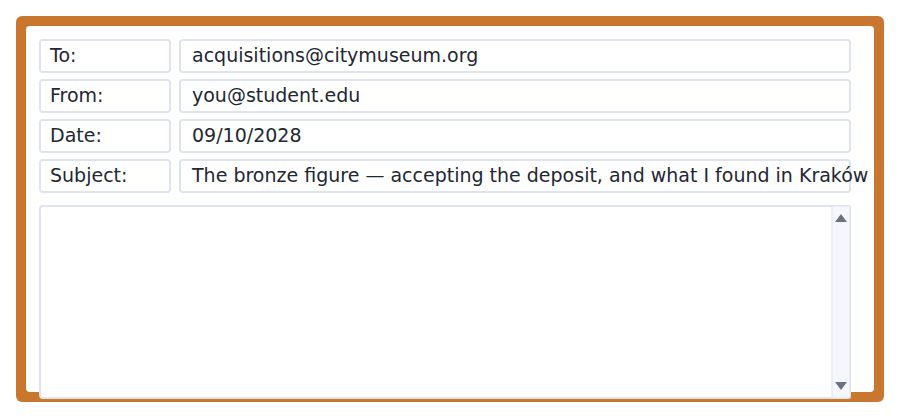 To: acquisitions@citymuseum.org
From: you@student.edu
Date: 09/10/2028
Subject: The bronze figure — accepting the deposit, and what I found in Kraków